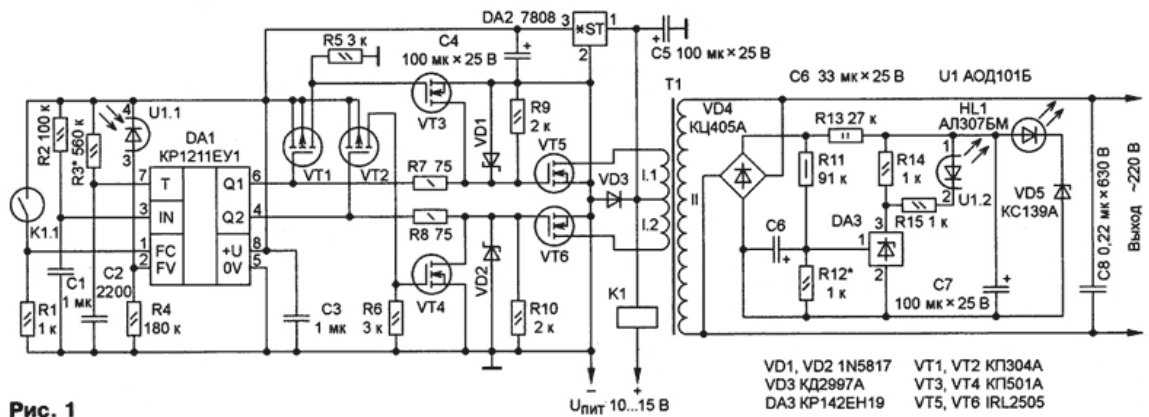 DA2 7808
3
*ST
1
2
R5 3 к
C4
100 мк × 25 В
C5 100 мк × 25 В
C6 33 мк × 25 В
U1 АОД101Б
T1
VD4
КЦ405А
R13 27 к
HL1
АЛ307БМ
R2 100 к
R3* 560 к
4
U1.1
3
DA1
КР1211ЕУ1
VT1
VT2
VT3
VD1
R9
2 к
VT5
R7 75
R8 75
VD3
I.1
I.2
II
R11
91 к
R14
1 к
1
U1.2
2
R15 1 к
VD5
КС139А
K1.1
7
T
Q1
6
3
IN
Q2
4
1
FC
+U
8
2
FV
0V
5
VT6
VT4
VD2
C6
DA3
3
1
2
C8 0,22 мк × 630 В
Выход ~220 В
R1
1 к
C1
1 мк
C2
2200
R4
180 к
C3
1 мк
R6
3 к
R10
2 к
K1
R12*
1 к
C7
100 мк × 25 В
–
+
Uпит 10...15 В
VD1, VD2 1N5817
VT1, VT2 КП304А
VD3 КД2997А
VT3, VT4 КП501А
DA3 КР142ЕН19
VT5, VT6 IRL2505
Рис. 1